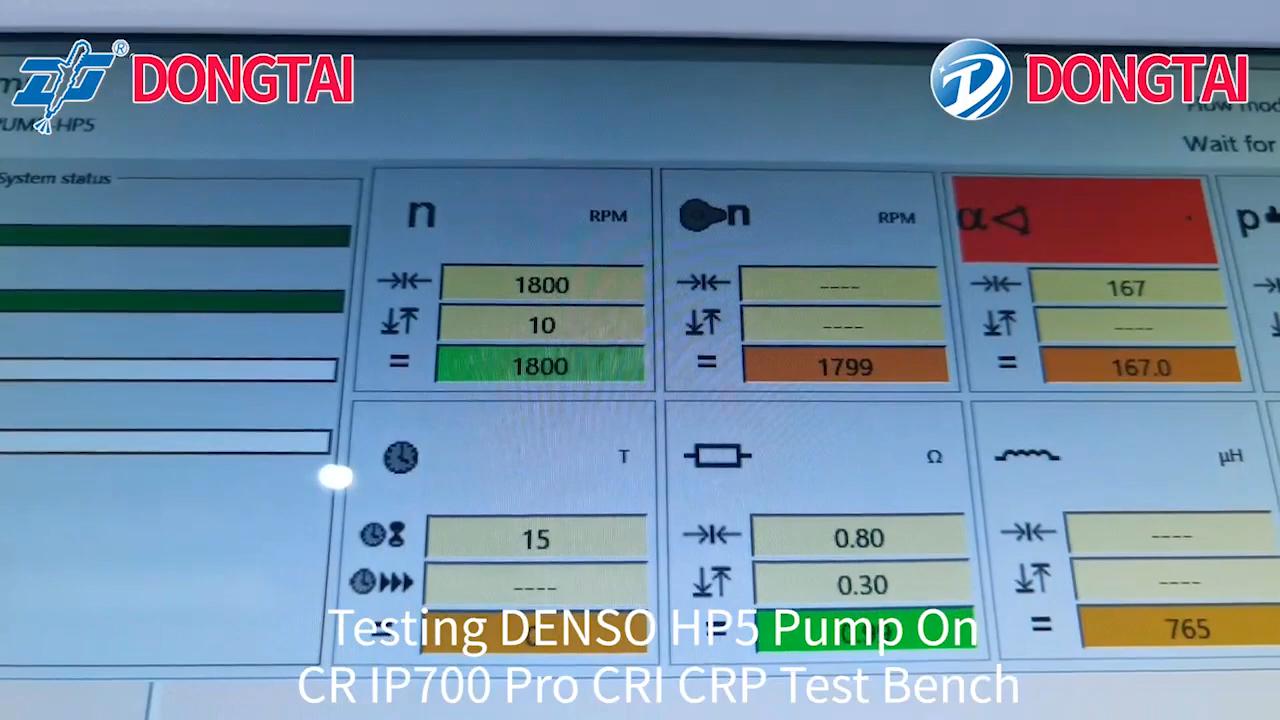 DONGTAI
DONGTAI
HP5
Wait for
System status
n RPM
n RPM
α
p
1800
----
167
10
----
----
1800
1799
167.0
T
Ω
µH
15
0.80
----
----
0.30
----
=
=
=
765
Testing DENSO HP5 Pump On
CR IP700 Pro CRI CRP Test Bench